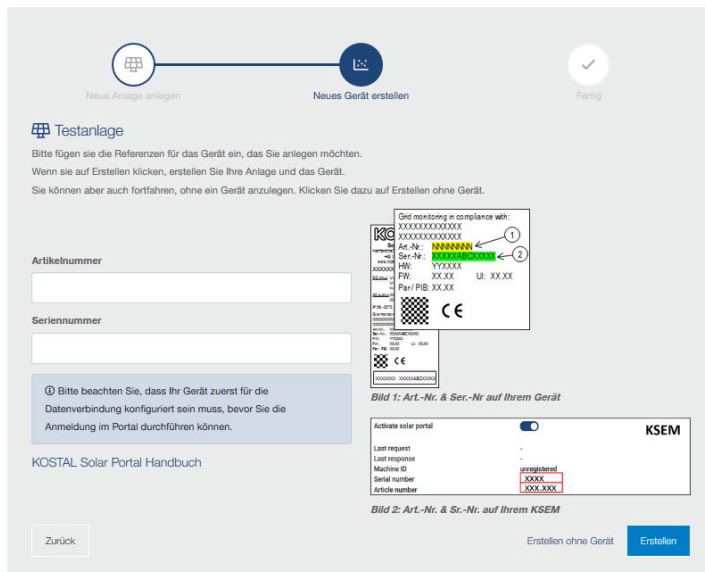 Neue Anlage anlegen
Neues Gerät erstellen
Fertig
Testanlage
Bitte fügen sie die Referenzen für das Gerät ein, das Sie anlegen möchten.
Wenn sie auf Erstellen klicken, erstellen Sie Ihre Anlage und das Gerät.
Sie können aber auch fortfahren, ohne ein Gerät anzulegen. Klicken Sie dazu auf Erstellen ohne Gerät.
Artikelnummer
Seriennummer
Bitte beachten Sie, dass Ihr Gerät zuerst für die
Datenverbindung konfiguriert sein muss, bevor Sie die
Anmeldung im Portal durchführen können.
KOSTAL Solar Portal Handbuch
Grid monitoring in compliance with:
XXXXXXXXXXXXX
XXXXXXXXXXXXX
Art.-Nr.: NNNNNNNN 1
Ser.-Nr.: XXXXXABCXXXXX 2
HW: YYXXXX
FW: XX.XX UI: XX.XX
Par/ PIB: XX.XX
CE
CE
XXXXXXX XXXXXABCXXXXX
Bild 1: Art.-Nr. & Ser.-Nr auf Ihrem Gerät
Activate solar portal
KSEM
Last request -
Last response -
Machine ID unregistered
Serial number XXXX
Article number XXX.XXX
Bild 2: Art.-Nr. & Sr.-Nr. auf Ihrem KSEM
Zurück
Erstellen ohne Gerät
Erstellen